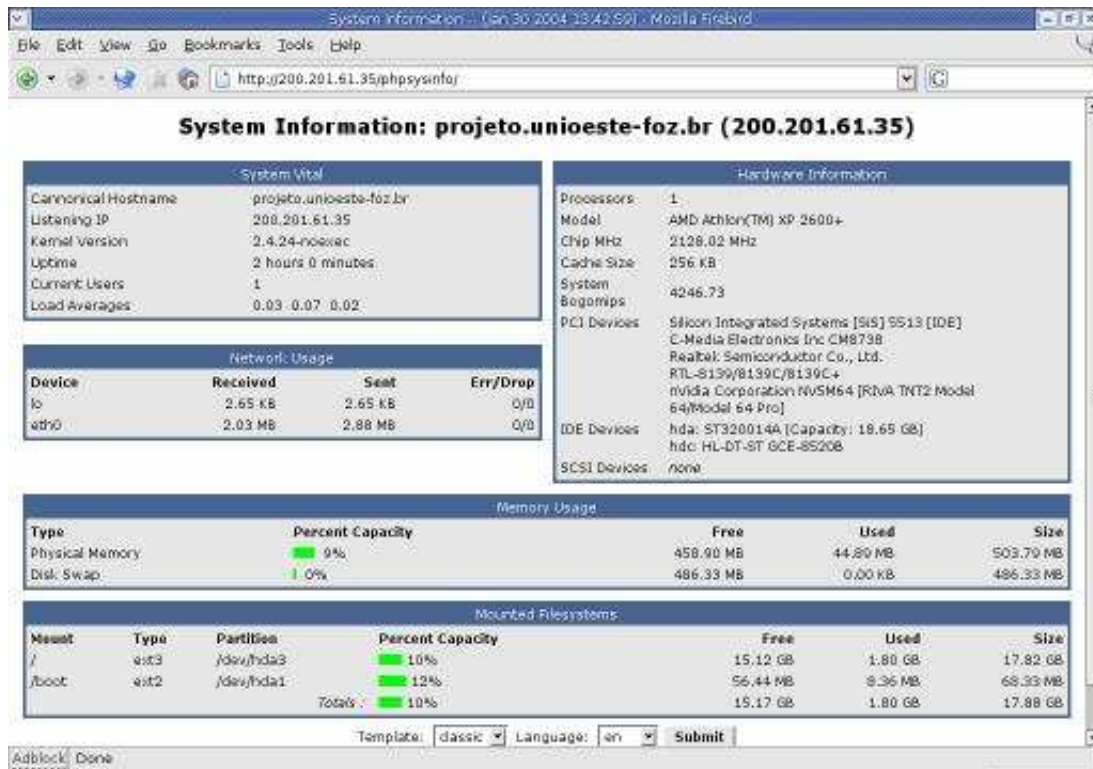 System Information -- (Jan 30 2004 23:42:59) - Mozilla Firebird
File Edit View Go Bookmarks Tools Help
http://200.201.61.35/phpsysinfo/
G
System Information: projeto.unioeste-foz.br (200.201.61.35)
System Vital
Cannonical Hostname projeto.unioeste-foz.br
Listening IP 200.201.61.35
Kernel Version 2.4.24-noexec
Uptime 2 hours 0 minutes
Current Users 1
Load Averages 0.03 0.07 0.02
Network Usage
Device Received Sent Err/Drop
lo 2.65 KB 2.65 KB 0/0
eth0 2.03 MB 2.88 MB 0/0
Hardware Information
Processors 1
Model AMD Athlon(TM) XP 2600+
Chip MHz 2128.02 MHz
Cache Size 256 KB
System
Bogomips 4246.73
PCI Devices Silicon Integrated Systems [SiS] 5513 [IDE]
C-Media Electronics Inc CM8738
Realtek Semiconductor Co., Ltd.
RTL-8139/8139C/8139C+
nVidia Corporation NV5M64 [RIVA TNT2 Model
64/Model 64 Pro]
IDE Devices hda: ST320014A [Capacity: 18.65 GB]
hdc: HL-DT-ST GCE-8520B
SCSI Devices none
Memory Usage
Type Percent Capacity Free Used Size
Physical Memory 9% 458.90 MB 44.89 MB 503.79 MB
Disk Swap 0% 486.33 MB 0.00 KB 486.33 MB
Mounted Filesystems
Mount Type Partition Percent Capacity Free Used Size
/ ext3 /dev/hda3 10% 15.12 GB 1.80 GB 17.82 GB
/boot ext2 /dev/hda1 12% 56.44 MB 8.36 MB 68.33 MB
Totals : 10% 15.17 GB 1.80 GB 17.88 GB
Template: classic Language: en Submit
Adblock Done